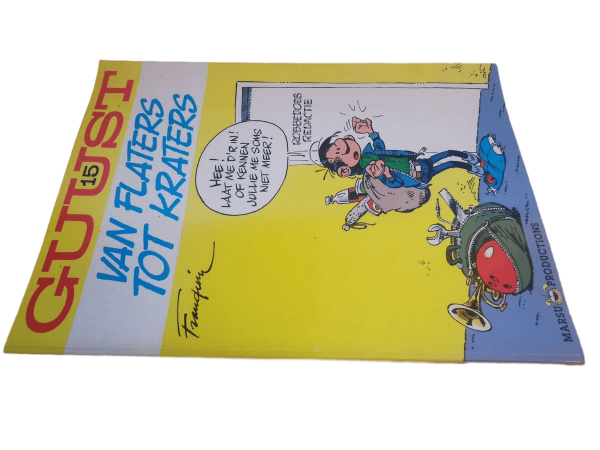 GUUST
15
VAN FLATERS
TOT KRATERS
HEE!
LAAT ME D'R IN!
OF KENNEN
JULLIE ME SOMS
NIET MEER!
ROBBEDOES
REDACTIE
Franquin
MARSU PRODUCTIONS